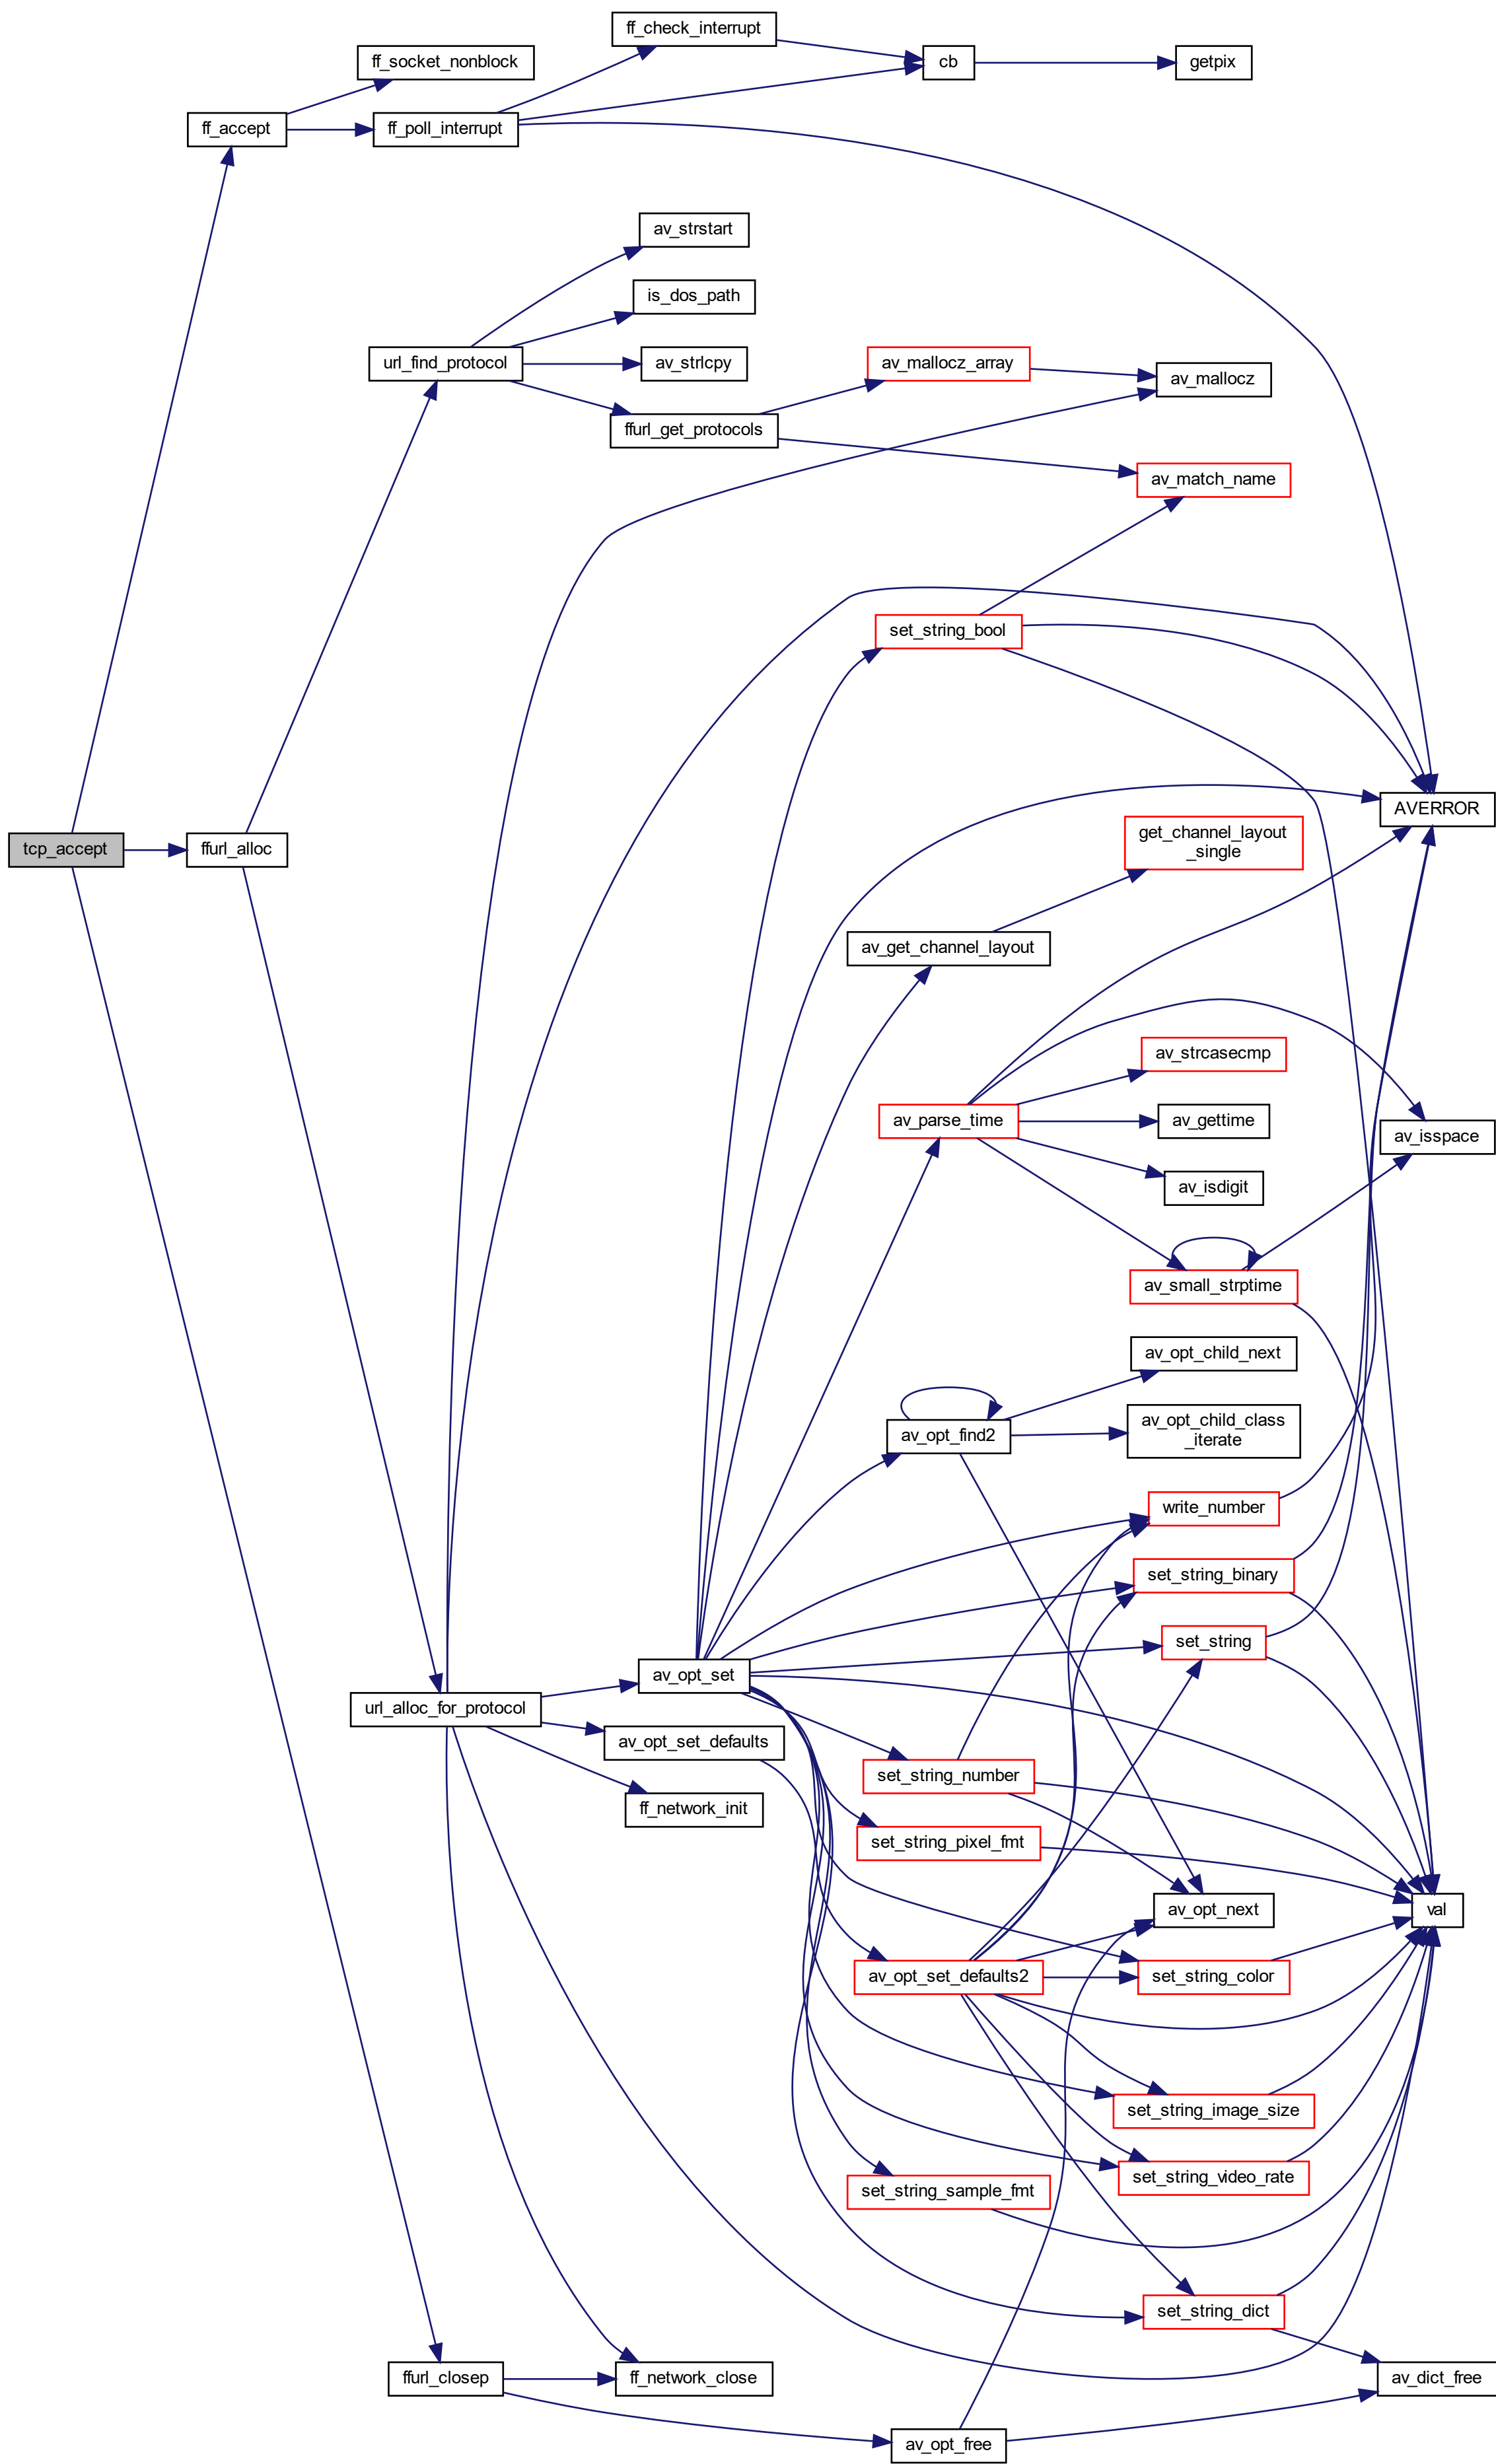 ff_check_interrupt
ff_socket_nonblock
cb
getpix
ff_accept
ff_poll_interrupt
av_strstart
is_dos_path
url_find_protocol
av_strlcpy
av_mallocz_array
av_mallocz
ffurl_get_protocols
av_match_name
set_string_bool
AVERROR
get_channel_layout
_single
tcp_accept
ffurl_alloc
av_get_channel_layout
av_strcasecmp
av_parse_time
av_gettime
av_isspace
av_isdigit
av_small_strptime
av_opt_child_next
av_opt_find2
av_opt_child_class
_iterate
write_number
set_string_binary
set_string
av_opt_set
url_alloc_for_protocol
av_opt_set_defaults
set_string_number
ff_network_init
set_string_pixel_fmt
av_opt_next
val
av_opt_set_defaults2
set_string_color
set_string_image_size
set_string_video_rate
set_string_sample_fmt
set_string_dict
ffurl_closep
ff_network_close
av_dict_free
av_opt_free